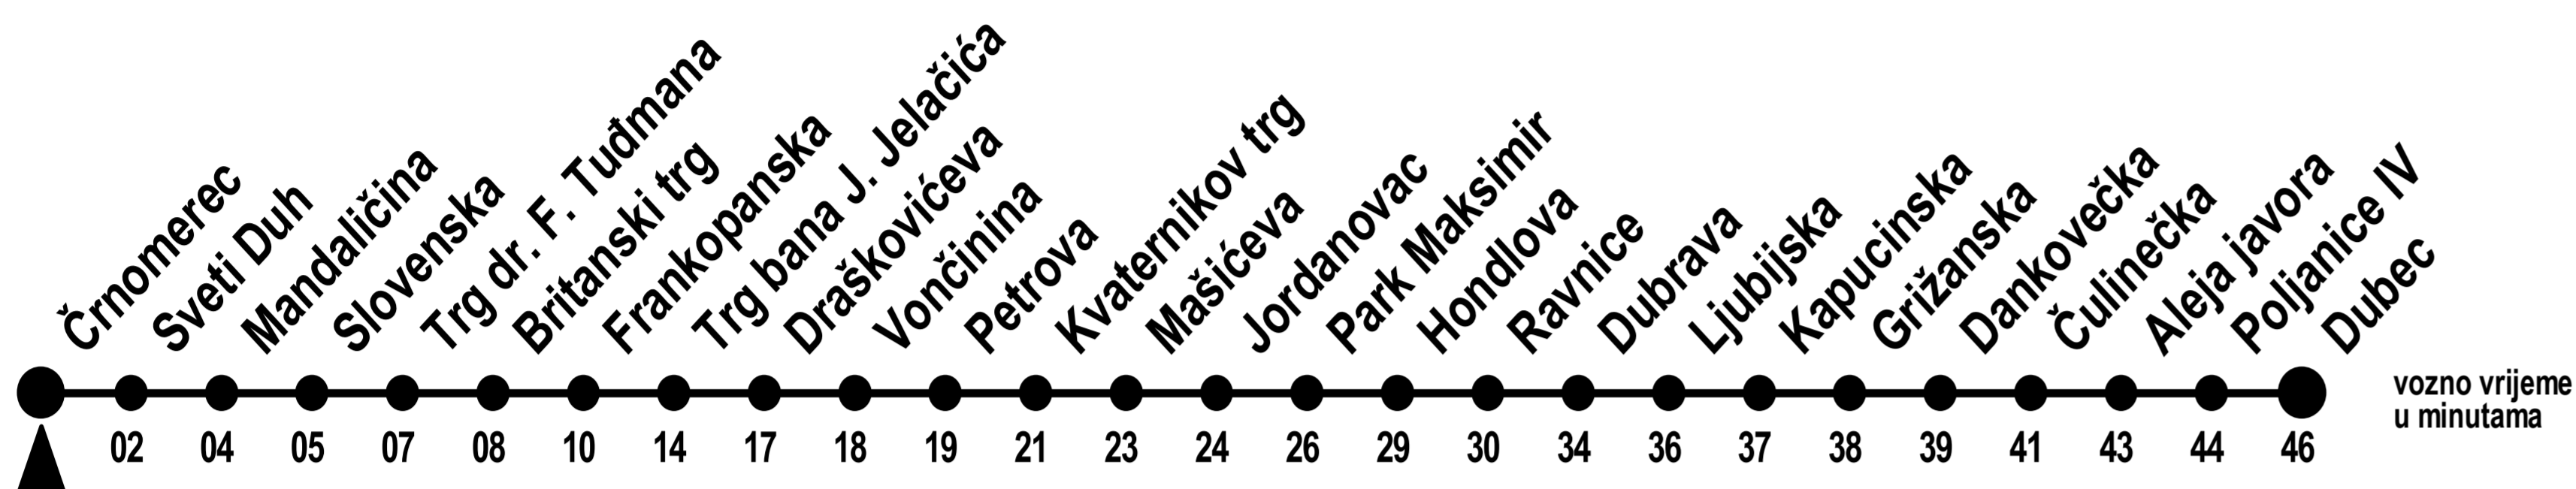 Črnomerec
Sveti Duh
Mandaličina
Slovenska
Trg dr. F. Tuđmana
Britanski trg
Frankopanska
Trg bana J. Jelačića
Draškovićeva
Vončinina
Petrova
Kvaternikov trg
Mašićeva
Jordanovac
Park Maksimir
Hondlova
Ravnice
Dubrava
Ljubijska
Kapucinska
Grižanska
Dankovečka
Čulinečka
Aleja javora
Poljanice IV
Dubec
vozno vrijeme
u minutama
02 04 05 07 08 10 14 17 18 19 21 23 24 26 29 30 34 36 37 38 39 41 43 44 46